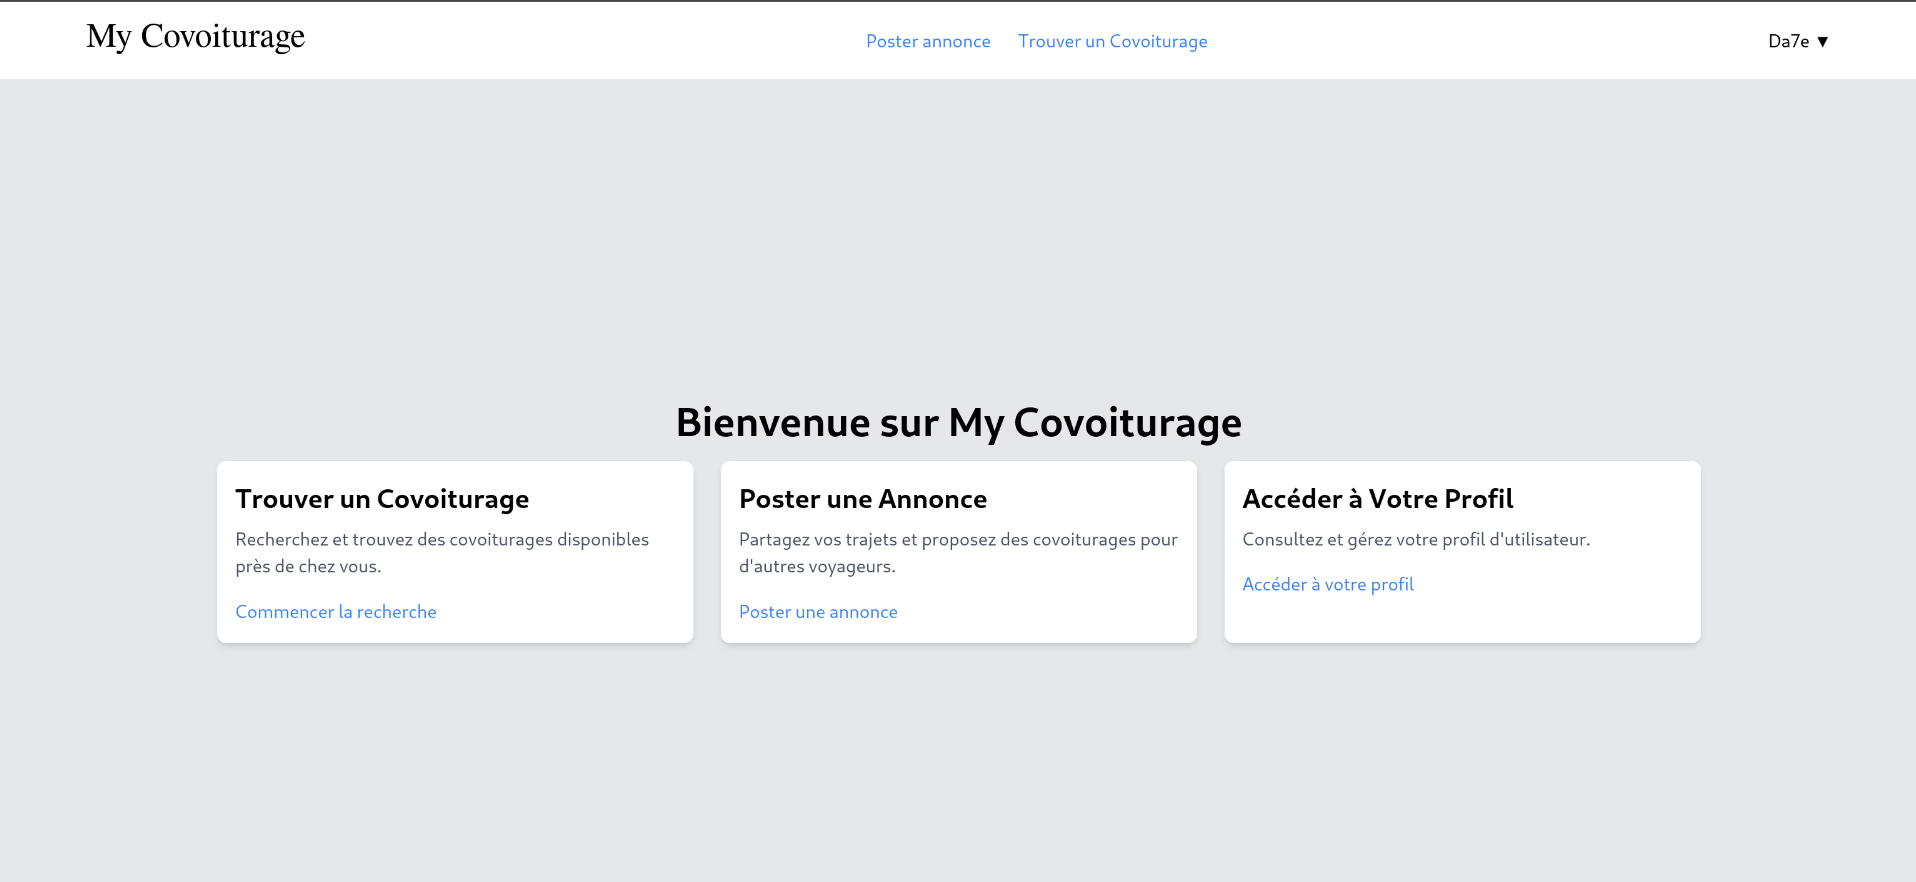 My Covoiturage
Poster annonce
Trouver un Covoiturage
Da7e ▼
Bienvenue sur My Covoiturage
Trouver un Covoiturage
Recherchez et trouvez des covoiturages disponibles
près de chez vous.
Commencer la recherche
Poster une Annonce
Partagez vos trajets et proposez des covoiturages pour
d'autres voyageurs.
Poster une annonce
Accéder à Votre Profil
Consultez et gérez votre profil d'utilisateur.
Accéder à votre profil